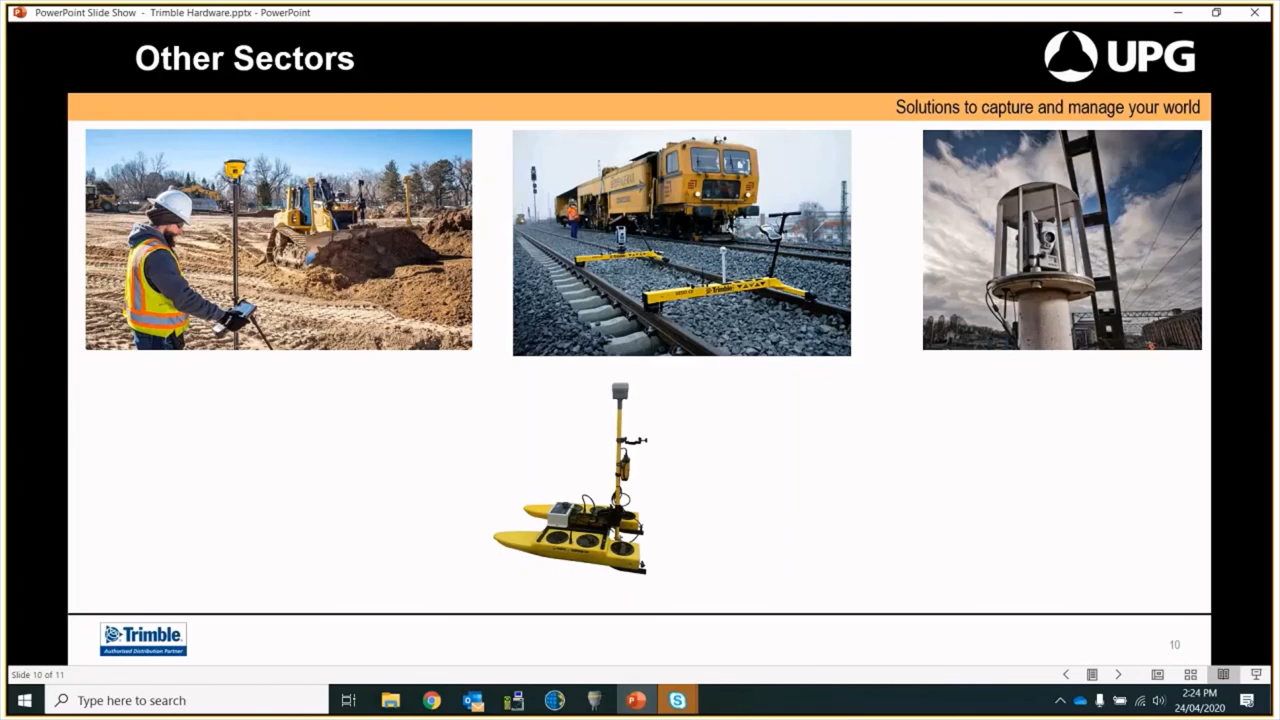 PowerPoint Slide Show - Trimble Hardware.pptx - PowerPoint
Other Sectors
UPG
Solutions to capture and manage your world
Trimble
Trimble
Authorised Distribution Partner
10
Slide 10 of 11
Type here to search
2:24 PM
24/04/2020